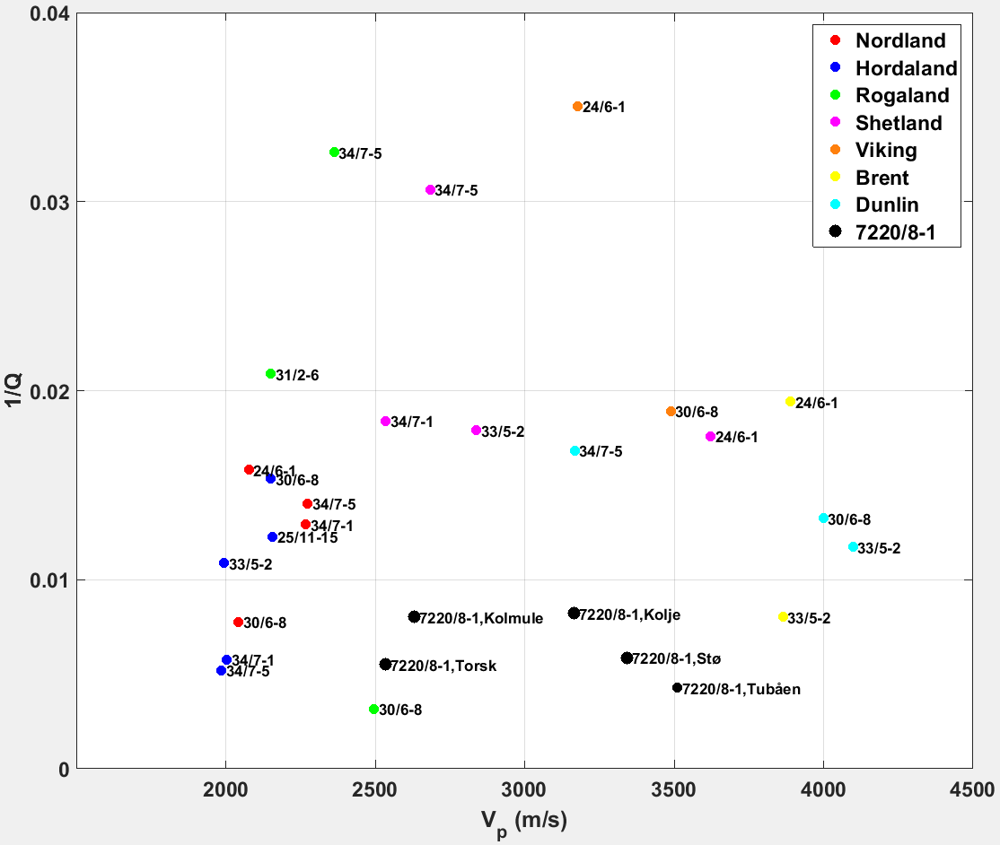 0.04
0.03
0.02
0.01
0
1/Q
2000
2500
3000
3500
4000
4500
Vp (m/s)
Nordland
Hordaland
Rogaland
Shetland
Viking
Brent
Dunlin
7220/8-1
24/6-1
34/7-5
34/7-5
31/2-6
24/6-1
30/6-8
34/7-1
33/5-2
24/6-1
34/7-5
24/6-1
30/6-8
34/7-5
34/7-1
30/6-8
25/11-15
33/5-2
33/5-2
7220/8-1,Kolje
7220/8-1,Kolmule
33/5-2
30/6-8
34/7-1
7220/8-1,Stø
7220/8-1,Torsk
34/7-5
7220/8-1,Tubåen
30/6-8